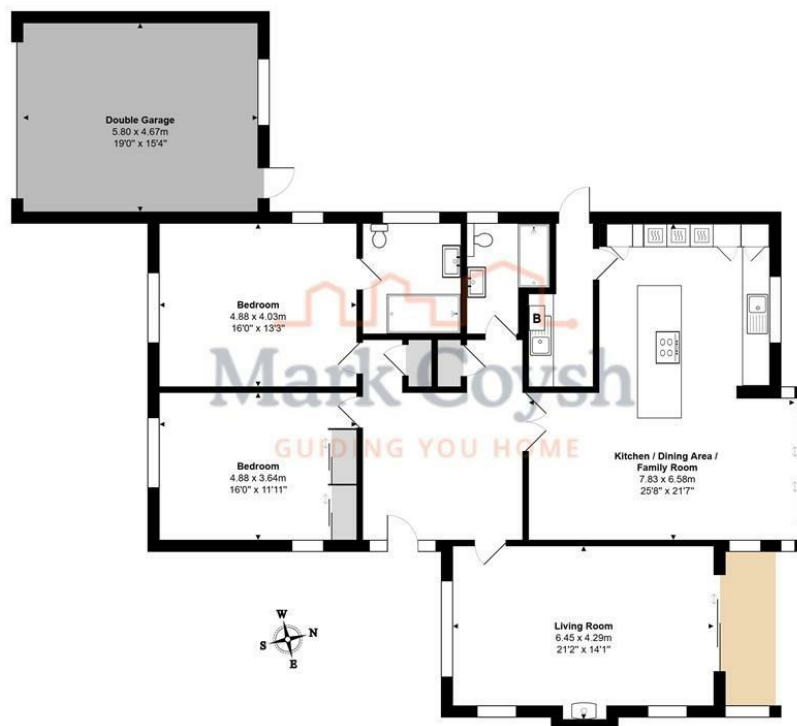 Double Garage
5.80 x 4.67m
19'0" x 15'4"
Bedroom
4.88 x 4.03m
16'0" x 13'3"
B
Mark Coysh
GUIDING YOU HOME
Bedroom
4.88 x 3.64m
16'0" x 11'11"
Kitchen / Dining Area /
Family Room
7.83 x 6.58m
25'8" x 21'7"
W
S N
E
Living Room
6.45 x 4.29m
21'2" x 14'1"